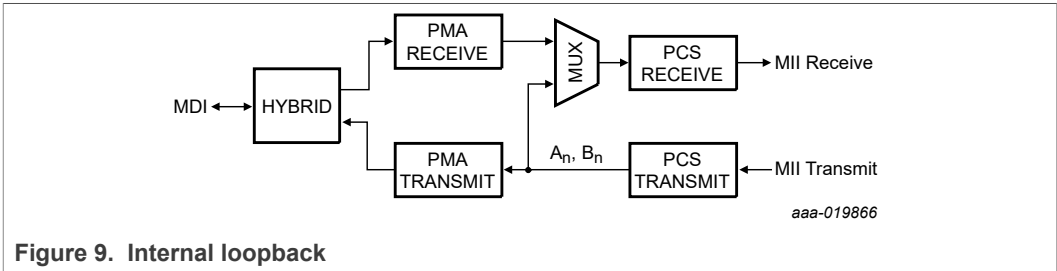 PMA
RECEIVE
MUX
PCS
RECEIVE
MII Receive
MDI
HYBRID
PMA
TRANSMIT
An, Bn
PCS
TRANSMIT
MII Transmit
aaa-019866
Figure 9. Internal loopback